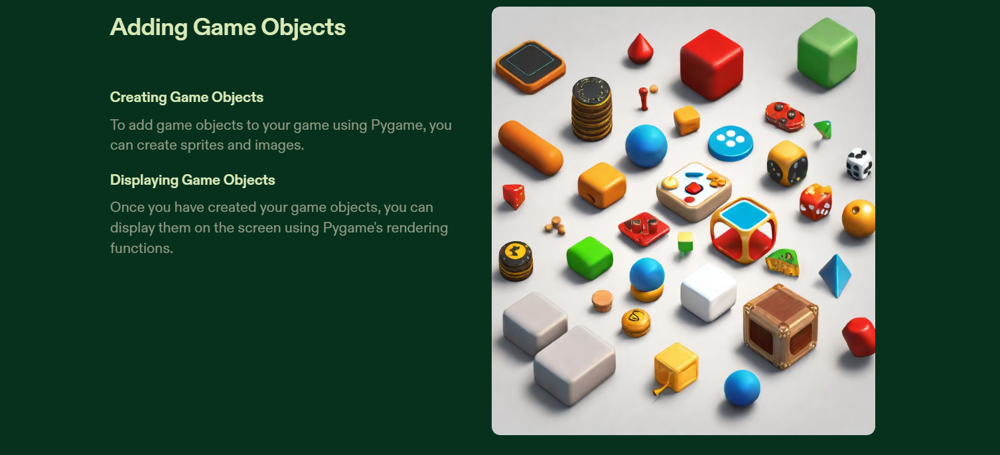 Adding Game Objects
Creating Game Objects
To add game objects to your game using Pygame, you
can create sprites and images.
Displaying Game Objects
Once you have created your game objects, you can
display them on the screen using Pygame's rendering
functions.